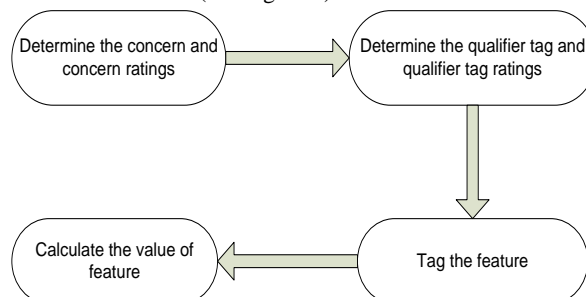 Determine the concern and
concern ratings
Determine the qualifier tag and
qualifier tag ratings
Tag the feature
Calculate the value of
feature